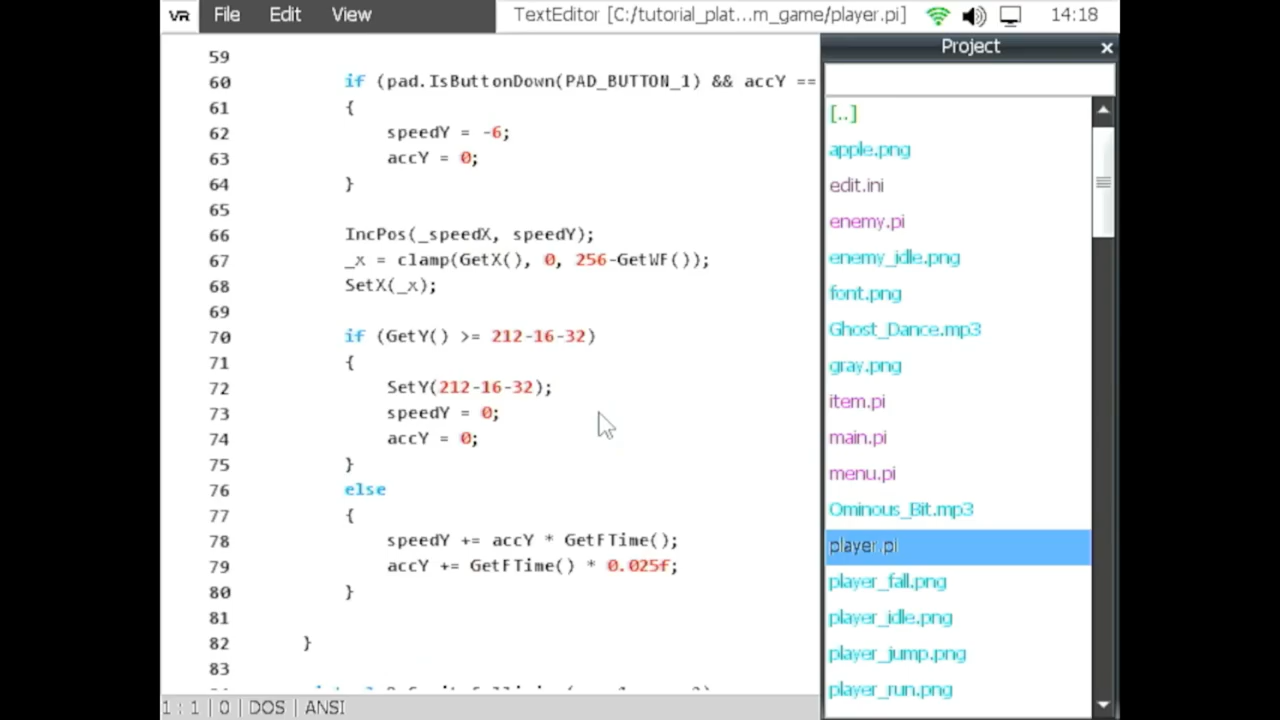 VR File Edit View TextEditor [C:/tutorial_plat...m_game/player.pi] 14:18
Project ×
59
60 if (pad.IsButtonDown(PAD_BUTTON_1) && accY ==
61 {
62 speedY = -6;
63 accY = 0;
64 }
65
66 IncPos(_speedX, speedY);
67 _x = clamp(GetX(), 0, 256-GetWF());
68 SetX(_x);
69
70 if (GetY() >= 212-16-32)
71 {
72 SetY(212-16-32);
73 speedY = 0;
74 accY = 0;
75 }
76 else
77 {
78 speedY += accY * GetFTime();
79 accY += GetFTime() * 0.025f;
80 }
81
82 }
83
[..]
apple.png
edit.ini
enemy.pi
enemy_idle.png
font.png
Ghost_Dance.mp3
gray.png
item.pi
main.pi
menu.pi
Ominous_Bit.mp3
player.pi
player_fall.png
player_idle.png
player_jump.png
player_run.png
1 : 1 | 0 | DOS | ANSI